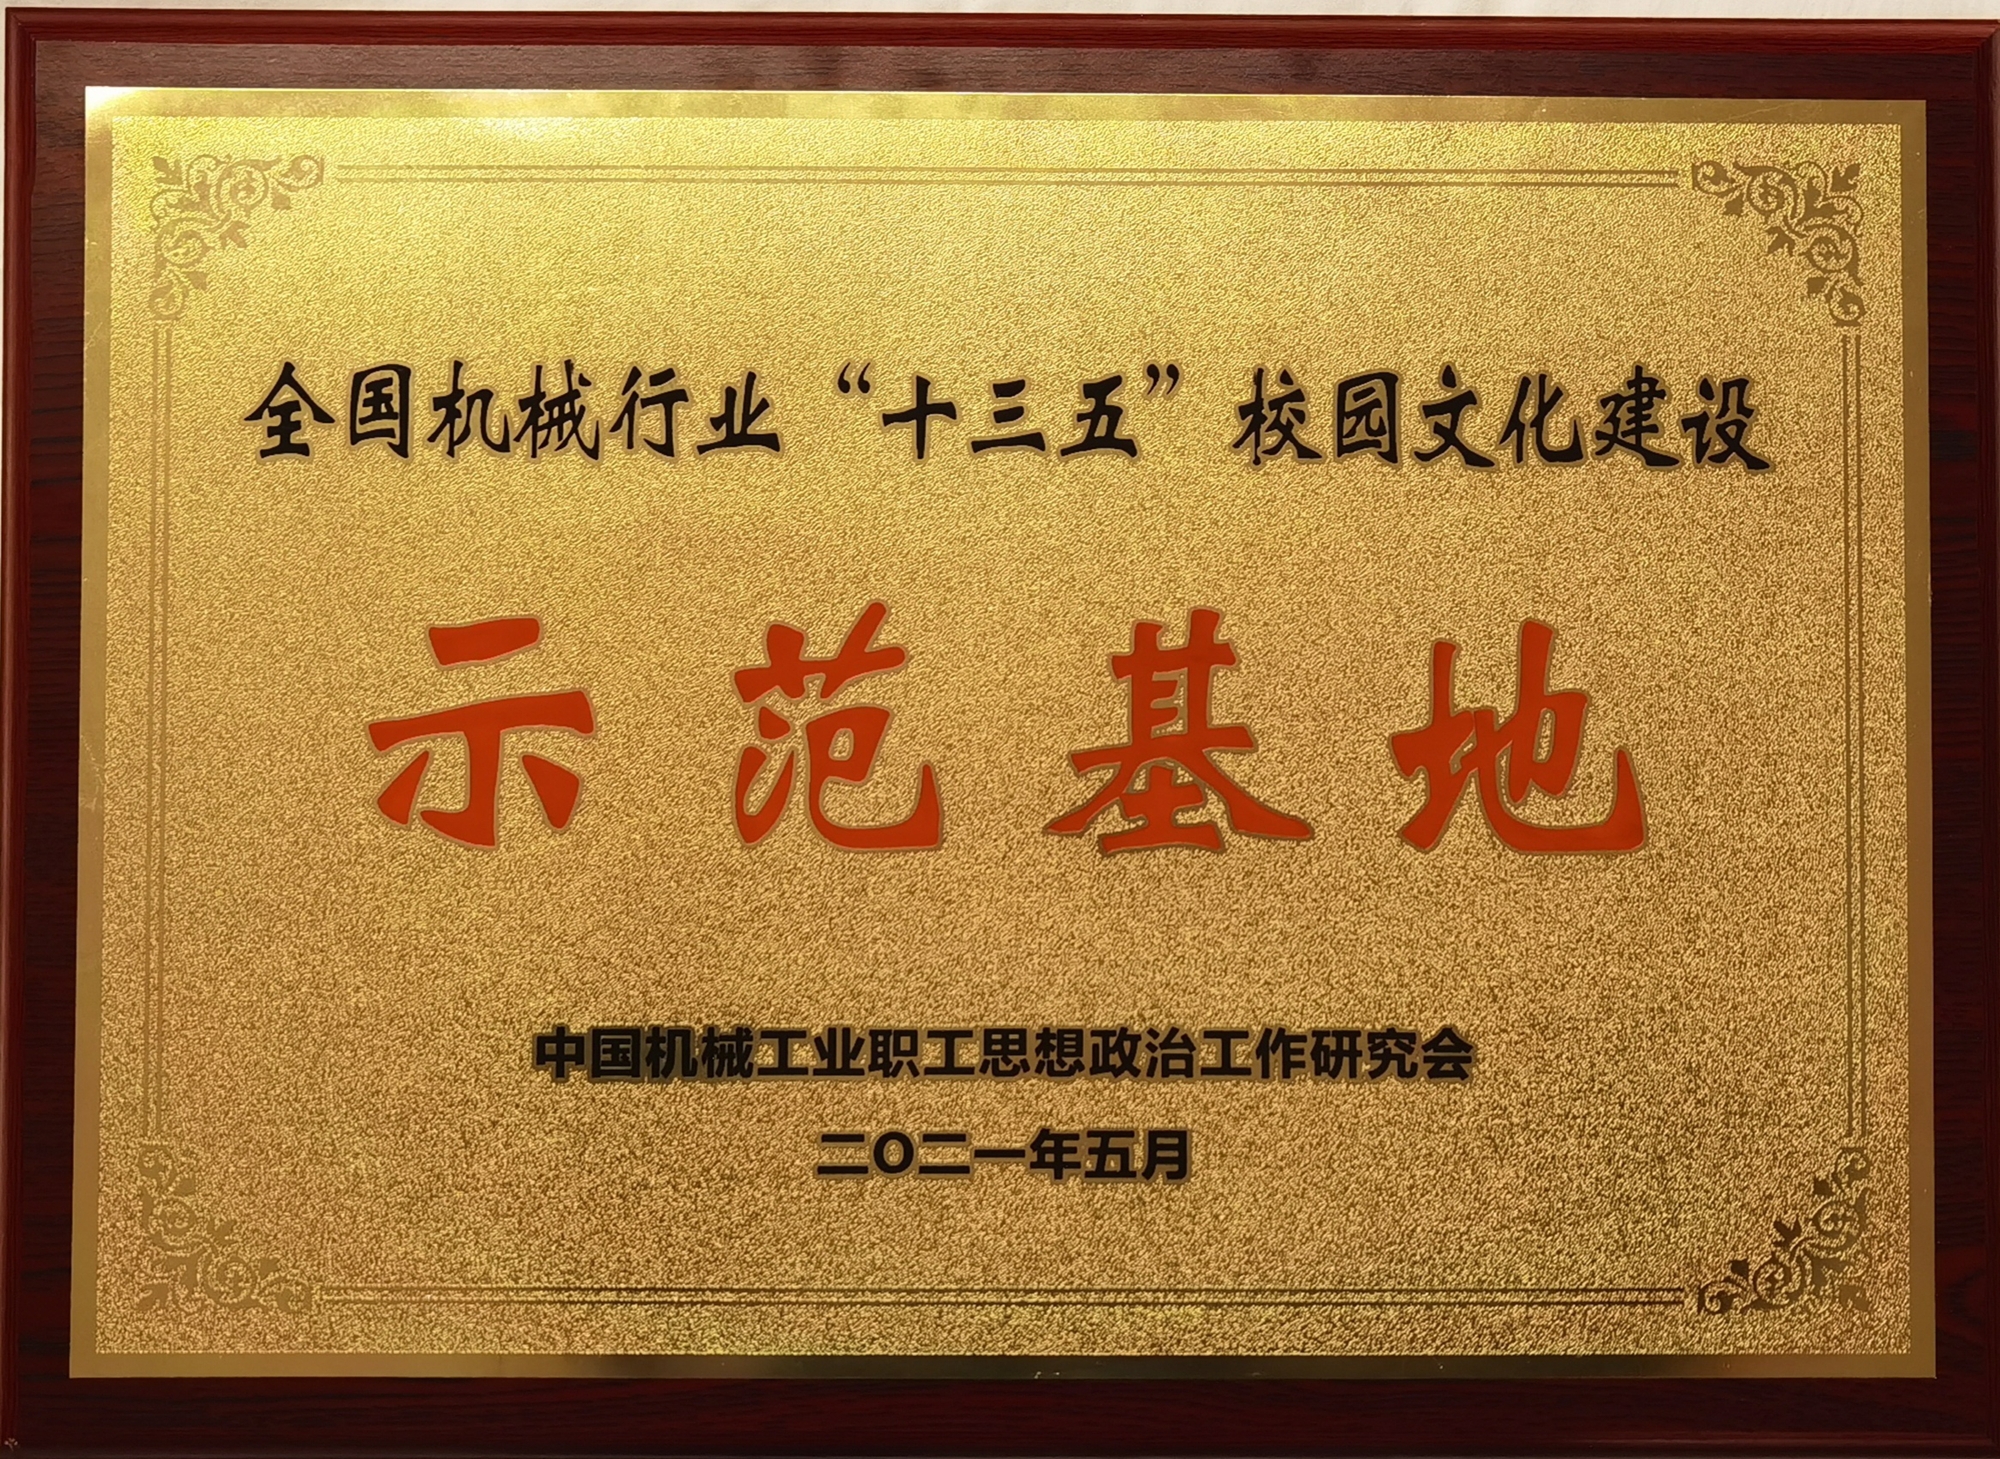 全国机械行业“十三五”校园文化建设
示范基地
中国机械工业职工思想政治工作研究会
二O二一年五月